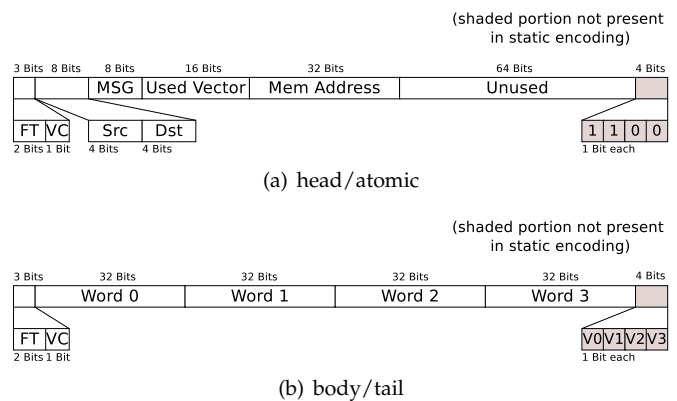 (shaded portion not present
in static encoding)
3 Bits 8 Bits 8 Bits 16 Bits 32 Bits 64 Bits 4 Bits
MSG Used Vector Mem Address Unused
FT VC Src Dst 1 1 0 0
2 Bits 1 Bit 4 Bits 4 Bits 1 Bit each
(a) head/atomic
(shaded portion not present
in static encoding)
3 Bits 32 Bits 32 Bits 32 Bits 32 Bits 4 Bits
Word 0 Word 1 Word 2 Word 3
FT VC V0 V1 V2 V3
2 Bits 1 Bit 1 Bit each
(b) body/tail